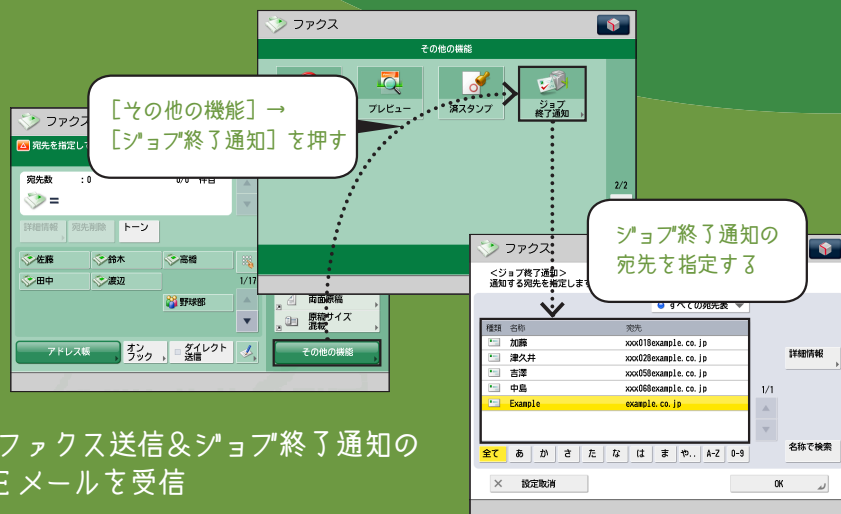 ファクス
その他の機能
プレビュー
済スタンプ
ジョブ
終了通知
2/2
［その他の機能］→
［ジョブ終了通知］を押す
ファクス
宛先を指定し
宛先数 :0
0/0 件目
詳細情報
宛先削除
トーン
佐藤
鈴木
高橋
田中
渡辺
1/17
野球部
アドレス帳
オン
フック
ダイレクト
送信
両面原稿
原稿サイズ
混載
その他の機能
ジョブ終了通知の
宛先を指定する
ファクス
<ジョブ終了通知>
通知する宛先を指定しま
すべての宛先表
種類 名称 宛先
加藤 xxx018example.co.jp
津久井 xxx028example.co.jp
吉澤 xxx058example.co.jp
中島 xxx068example.co.jp
Example example.co.jp
詳細情報
1/1
全て あ か さ た な は ま や.. A-Z 0-9
名称で検索
設定取消
OK
ファクス送信&ジョブ終了通知の
Eメールを受信